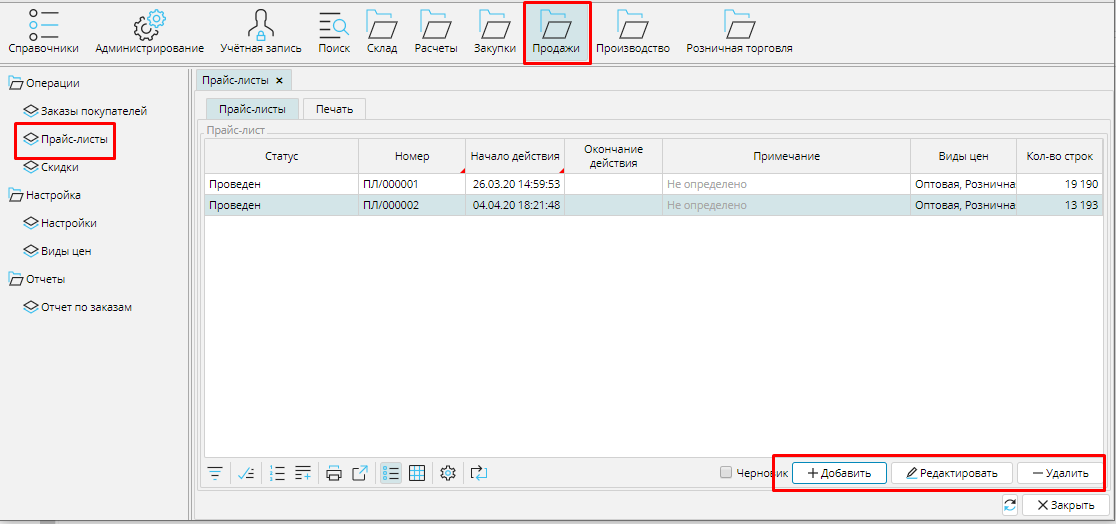 Справочники Администрирование Учётная запись Поиск Склад Расчеты Закупки Продажи Производство Розничная торговля
Операции
Заказы покупателей
Прайс-листы
Скидки
Настройка
Настройки
Виды цен
Отчеты
Отчет по заказам
Прайс-листы ×
Прайс-листы Печать
Прайс-лист
Статус Номер Начало действия Окончание действия Примечание Виды цен Кол-во строк
Проведен ПЛ/000001 26.03.20 14:59:53 Не определено Оптовая, Рознична 19 190
Проведен ПЛ/000002 04.04.20 18:21:48 Не определено Оптовая, Рознична 13 193
Черновик Добавить Редактировать Удалить
Закрыть